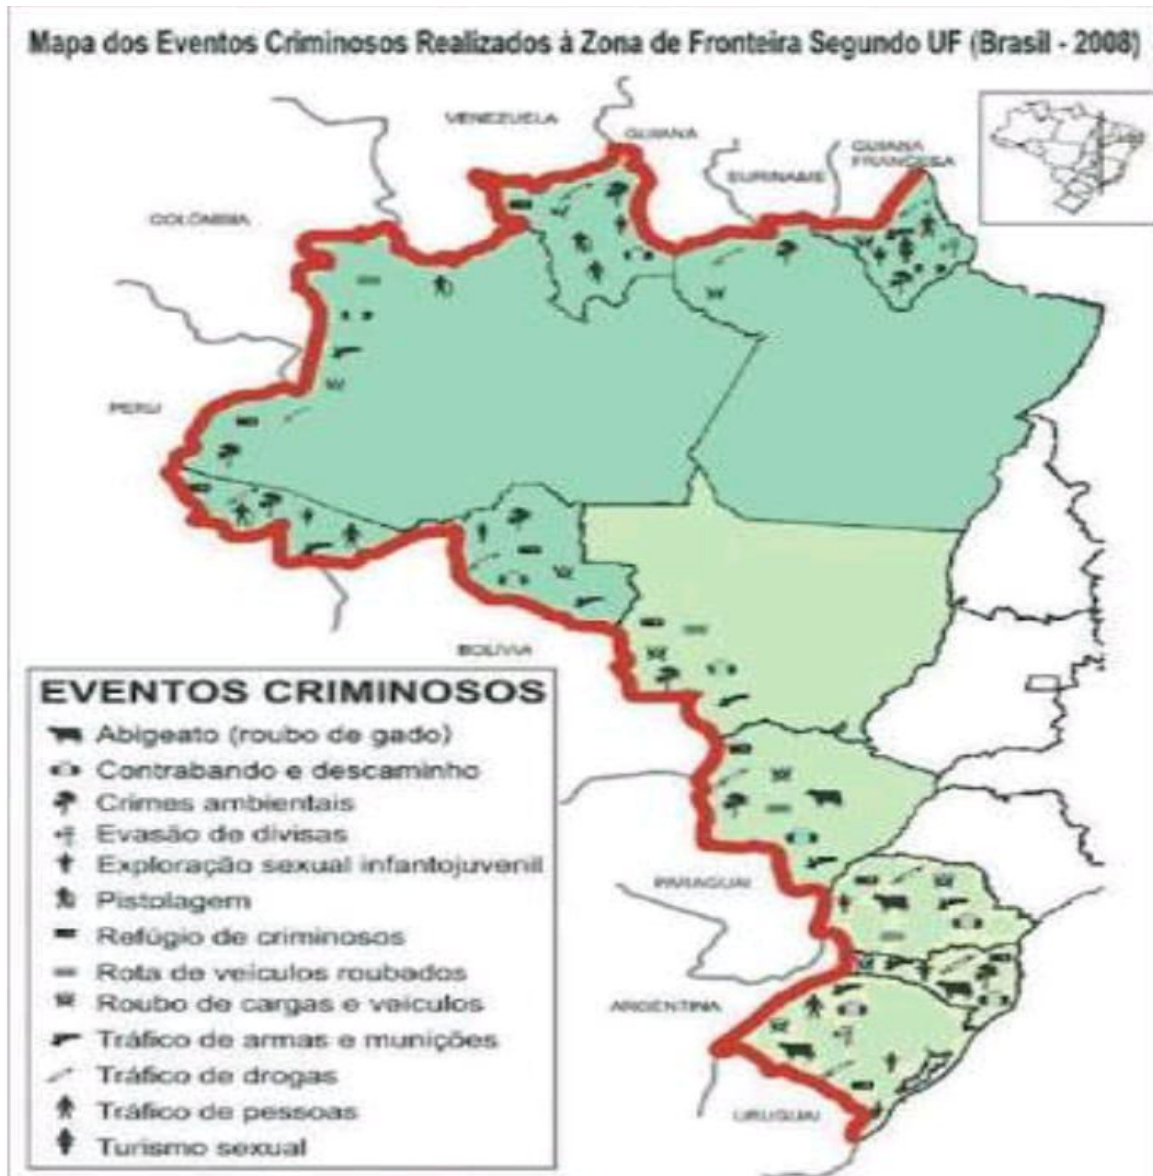 Mapa dos Eventos Criminosos Realizados à Zona de Fronteira Segundo UF (Brasil - 2008)
VENEZUELA
GUIANA
GUIANA
FRANCESA
SURINAME
COLÔMBIA
PERU
BOLÍVIA
PARAGUAI
ARGENTINA
URUGUAI
EVENTOS CRIMINOSOS
Abigeato (roubo de gado)
Contrabando e descaminho
Crimes ambientais
Evasão de divisas
Exploração sexual infantojuvenil
Pistolagem
Refúgio de criminosos
Rota de veículos roubados
Roubo de cargas e veículos
Tráfico de armas e munições
Tráfico de drogas
Tráfico de pessoas
Turismo sexual